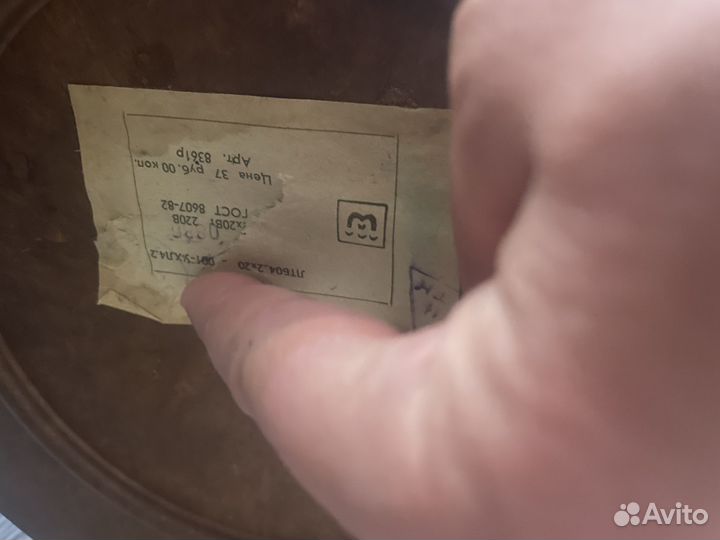 ЛТБ04.2х20 - 001-УХЛ4.2
х20Вт 220В
ГОСТ 8607-82
Цена 37 руб.00 коп.
Арт. 8361р
Avito